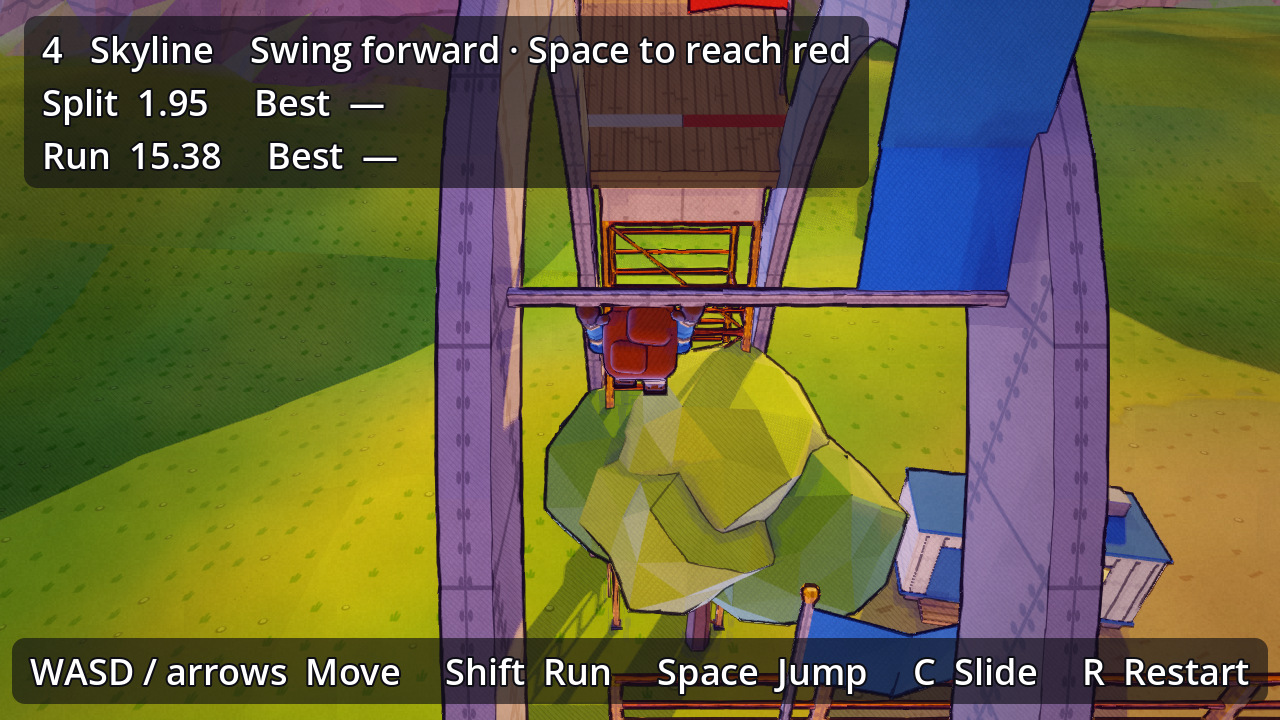 4 Skyline Swing forward · Space to reach red
Split 1.95 Best —
Run 15.38 Best —
WASD / arrows Move Shift Run Space Jump C Slide R Restart